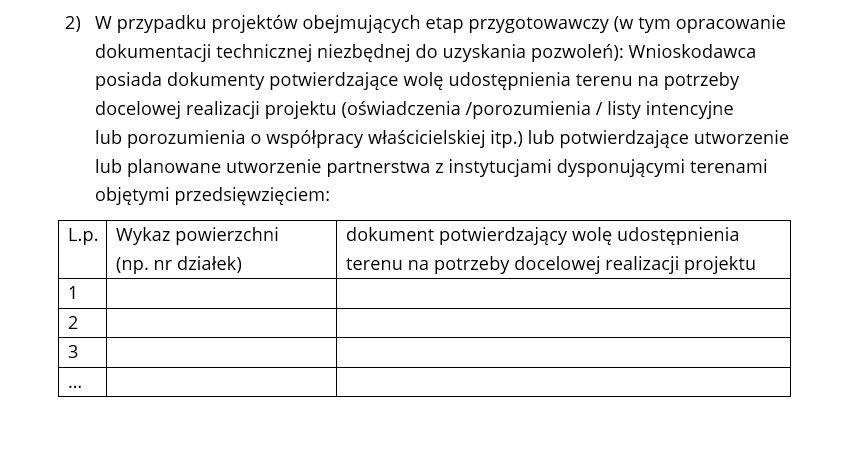 2) W przypadku projektów obejmujących etap przygotowawczy (w tym opracowanie
dokumentacji technicznej niezbędnej do uzyskania pozwoleń): Wnioskodawca
posiada dokumenty potwierdzające wolę udostępnienia terenu na potrzeby
docelowej realizacji projektu (oświadczenia /porozumienia / listy intencyjne
lub porozumienia o współpracy właścicielskiej itp.) lub potwierdzające utworzenie
lub planowane utworzenie partnerstwa z instytucjami dysponującymi terenami
objętymi przedsięwzięciem:
L.p. Wykaz powierzchni dokument potwierdzający wolę udostępnienia
(np. nr działek) terenu na potrzeby docelowej realizacji projektu
1
2
3
...